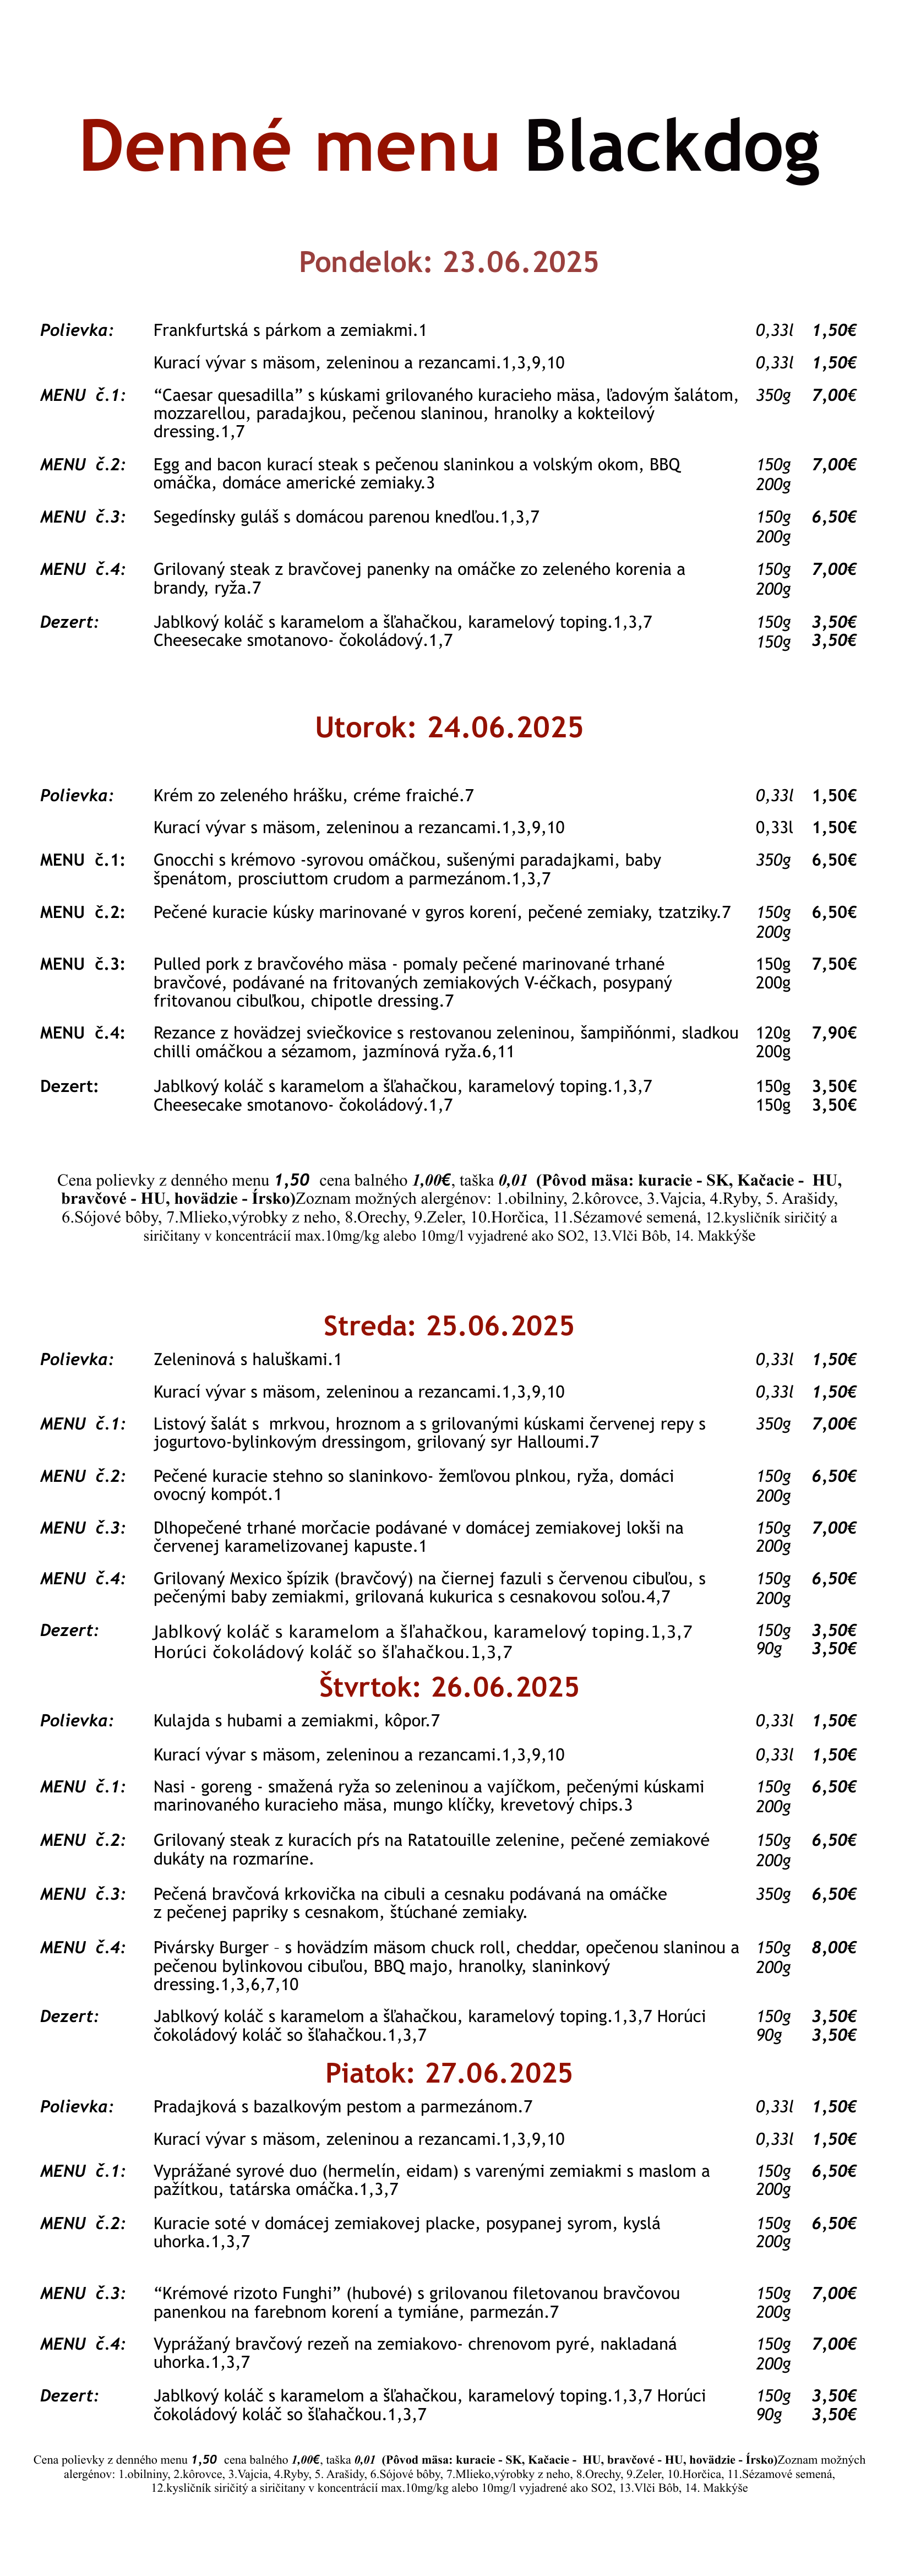 Denné menu Blackdog
Pondelok: 23.06.2025
Polievka: Frankfurtská s párkom a zemiakmi.1 0,33l 1,50€
Kurací vývar s mäsom, zeleninou a rezancami.1,3,9,10 0,33l 1,50€
MENU č.1: “Caesar quesadilla” s kúskami grilovaného kuracieho mäsa, ľadovým šalátom, 350g 7,00€
mozzarellou, paradajkou, pečenou slaninou, hranolky a kokteilový
dressing.1,7
MENU č.2: Egg and bacon kurací steak s pečenou slaninkou a volským okom, BBQ 150g 7,00€
omáčka, domáce americké zemiaky.3 200g
MENU č.3: Segedínsky guláš s domácou parenou knedľou.1,3,7 150g 6,50€
200g
MENU č.4: Grilovaný steak z bravčovej panenky na omáčke zo zeleného korenia a 150g 7,00€
brandy, ryža.7 200g
Dezert: Jablkový koláč s karamelom a šľahačkou, karamelový toping.1,3,7 150g 3,50€
Cheesecake smotanovo- čokoládový.1,7 150g 3,50€
Utorok: 24.06.2025
Polievka: Krém zo zeleného hrášku, créme fraiché.7 0,33l 1,50€
Kurací vývar s mäsom, zeleninou a rezancami.1,3,9,10 0,33l 1,50€
MENU č.1: Gnocchi s krémovo -syrovou omáčkou, sušenými paradajkami, baby 350g 6,50€
špenátom, prosciuttom crudom a parmezánom.1,3,7
MENU č.2: Pečené kuracie kúsky marinované v gyros korení, pečené zemiaky, tzatziky.7 150g 6,50€
200g
MENU č.3: Pulled pork z bravčového mäsa - pomaly pečené marinované trhané 150g 7,50€
bravčové, podávané na fritovaných zemiakových V-éčkach, posypaný 200g
fritovanou cibuľkou, chipotle dressing.7
MENU č.4: Rezance z hovädzej sviečkovice s restovanou zeleninou, šampiňónmi, sladkou 120g 7,90€
chilli omáčkou a sézamom, jazmínová ryža.6,11 200g
Dezert: Jablkový koláč s karamelom a šľahačkou, karamelový toping.1,3,7 150g 3,50€
Cheesecake smotanovo- čokoládový.1,7 150g 3,50€
Cena polievky z denného menu 1,50 cena balného 1,00€, taška 0,01 (Pôvod mäsa: kuracie - SK, Kačacie - HU,
bravčové - HU, hovädzie - Írsko)Zoznam možných alergénov: 1.obilniny, 2.kôrovce, 3.Vajcia, 4.Ryby, 5. Arašidy,
6.Sójové bôby, 7.Mlieko,výrobky z neho, 8.Orechy, 9.Zeler, 10.Horčica, 11.Sézamové semená, 12.kysličník siričitý a
siričitany v koncentrácií max.10mg/kg alebo 10mg/l vyjadrené ako SO2, 13.Vlči Bôb, 14. Makkýše
Streda: 25.06.2025
Polievka: Zeleninová s haluškami.1 0,33l 1,50€
Kurací vývar s mäsom, zeleninou a rezancami.1,3,9,10 0,33l 1,50€
MENU č.1: Listový šalát s mrkvou, hroznom a s grilovanými kúskami červenej repy s 350g 7,00€
jogurtovo-bylinkovým dressingom, grilovaný syr Halloumi.7
MENU č.2: Pečené kuracie stehno so slaninkovo- žemľovou plnkou, ryža, domáci 150g 6,50€
ovocný kompót.1 200g
MENU č.3: Dlhopečené trhané morčacie podávané v domácej zemiakovej lokši na 150g 7,00€
červenej karamelizovanej kapuste.1 200g
MENU č.4: Grilovaný Mexico špízik (bravčový) na čiernej fazuli s červenou cibuľou, s 150g 6,50€
pečenými baby zemiakmi, grilovaná kukurica s cesnakovou soľou.4,7 200g
Dezert: Jablkový koláč s karamelom a šľahačkou, karamelový toping.1,3,7 150g 3,50€
Horúci čokoládový koláč so šľahačkou.1,3,7 90g 3,50€
Štvrtok: 26.06.2025
Polievka: Kulajda s hubami a zemiakmi, kôpor.7 0,33l 1,50€
Kurací vývar s mäsom, zeleninou a rezancami.1,3,9,10 0,33l 1,50€
MENU č.1: Nasi - goreng - smažená ryža so zeleninou a vajíčkom, pečenými kúskami 150g 6,50€
marinovaného kuracieho mäsa, mungo klíčky, krevetový chips.3 200g
MENU č.2: Grilovaný steak z kuracích pŕs na Ratatouille zelenine, pečené zemiakové 150g 6,50€
dukáty na rozmaríne. 200g
MENU č.3: Pečená bravčová krkovička na cibuli a cesnaku podávaná na omáčke 350g 6,50€
z pečenej papriky s cesnakom, štúchané zemiaky.
MENU č.4: Pivársky Burger – s hovädzím mäsom chuck roll, cheddar, opečenou slaninou a 150g 8,00€
pečenou bylinkovou cibuľou, BBQ majo, hranolky, slaninkový 200g
dressing.1,3,6,7,10
Dezert: Jablkový koláč s karamelom a šľahačkou, karamelový toping.1,3,7 Horúci 150g 3,50€
čokoládový koláč so šľahačkou.1,3,7 90g 3,50€
Piatok: 27.06.2025
Polievka: Pradajková s bazalkovým pestom a parmezánom.7 0,33l 1,50€
Kurací vývar s mäsom, zeleninou a rezancami.1,3,9,10 0,33l 1,50€
MENU č.1: Vyprážané syrové duo (hermelín, eidam) s varenými zemiakmi s maslom a 150g 6,50€
pažítkou, tatárska omáčka.1,3,7 200g
MENU č.2: Kuracie soté v domácej zemiakovej placke, posypanej syrom, kyslá 150g 6,50€
uhorka.1,3,7 200g
MENU č.3: “Krémové rizoto Funghi” (hubové) s grilovanou filetovanou bravčovou 150g 7,00€
panenkou na farebnom korení a tymiáne, parmezán.7 200g
MENU č.4: Vyprážaný bravčový rezeň na zemiakovo- chrenovom pyré, nakladaná 150g 7,00€
uhorka.1,3,7 200g
Dezert: Jablkový koláč s karamelom a šľahačkou, karamelový toping.1,3,7 Horúci 150g 3,50€
čokoládový koláč so šľahačkou.1,3,7 90g 3,50€
Cena polievky z denného menu 1,50 cena balného 1,00€, taška 0,01 (Pôvod mäsa: kuracie - SK, Kačacie - HU, bravčové - HU, hovädzie - Írsko)Zoznam možných
alergénov: 1.obilniny, 2.kôrovce, 3.Vajcia, 4.Ryby, 5. Arašidy, 6.Sójové bôby, 7.Mlieko,výrobky z neho, 8.Orechy, 9.Zeler, 10.Horčica, 11.Sézamové semená,
12.kysličník siričitý a siričitany v koncentrácií max.10mg/kg alebo 10mg/l vyjadrené ako SO2, 13.Vlči Bôb, 14. Makkýše